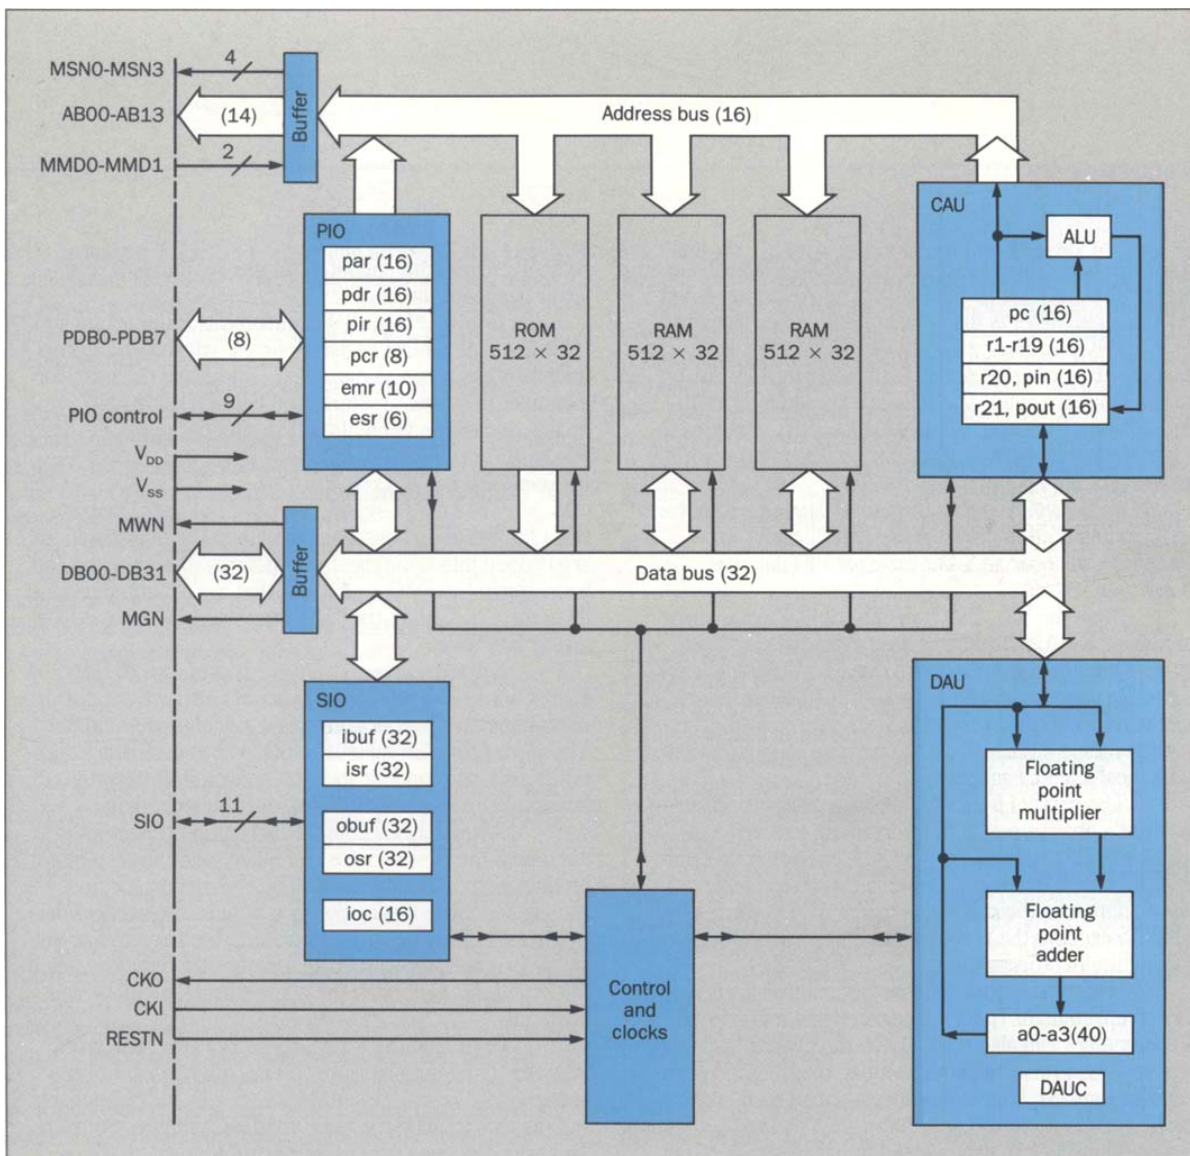 MSN0-MSN3
4
AB00-AB13
(14)
MMD0-MMD1
2
Buffer
Address bus (16)
PIO
par (16)
pdr (16)
pir (16)
pcr (8)
emr (10)
esr (6)
ROM
512 × 32
RAM
512 × 32
RAM
512 × 32
CAU
ALU
pc (16)
r1-r19 (16)
r20, pin (16)
r21, pout (16)
PDB0-PDB7
(8)
PIO control
9
VDD
VSS
MWN
DB00-DB31
(32)
MGN
Buffer
Data bus (32)
SIO
ibuf (32)
isr (32)
obuf (32)
osr (32)
ioc (16)
SIO
11
CKO
CKI
RESTN
Control
and
clocks
DAU
Floating
point
multiplier
Floating
point
adder
a0-a3(40)
DAUC